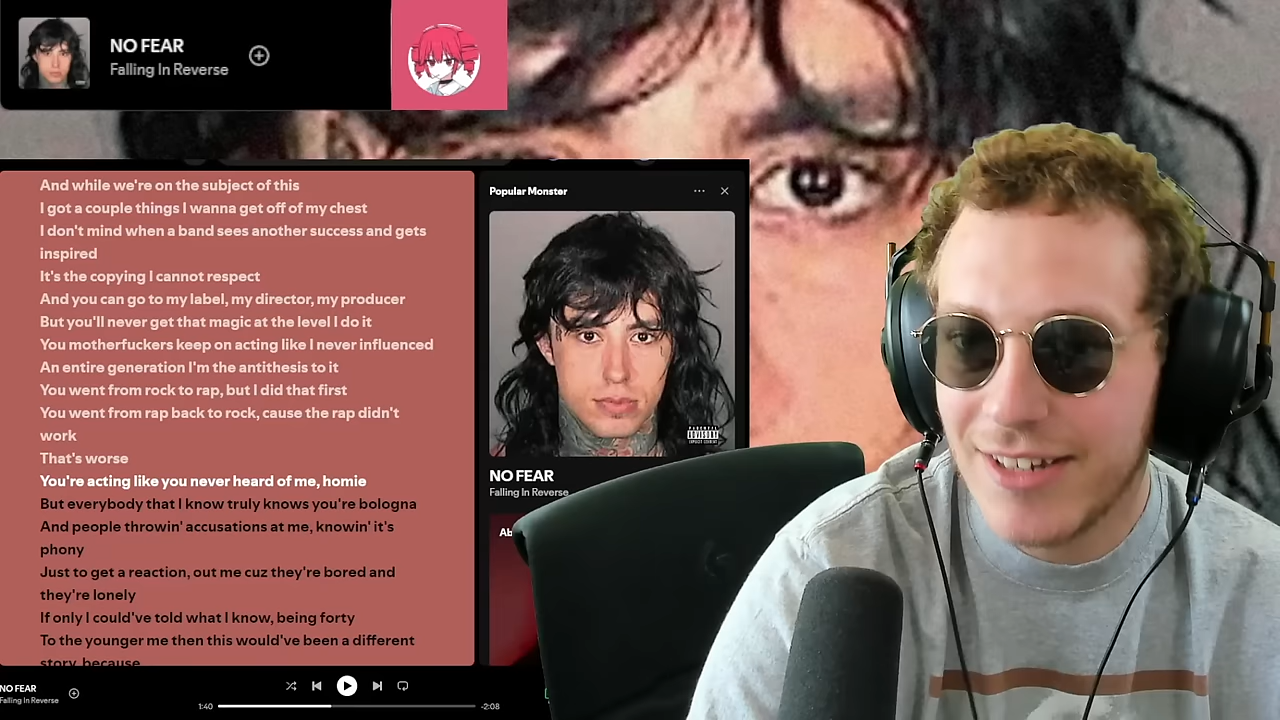 NO FEAR
Falling In Reverse
And while we're on the subject of this
I got a couple things I wanna get off of my chest
I don't mind when a band sees another success and gets
inspired
It's the copying I cannot respect
And you can go to my label, my director, my producer
But you'll never get that magic at the level I do it
You motherfuckers keep on acting like I never influenced
An entire generation I'm the antithesis to it
You went from rock to rap, but I did that first
You went from rap back to rock, cause the rap didn't
work
That's worse
You're acting like you never heard of me, homie
But everybody that I know truly knows you're bologna
And people throwin' accusations at me, knowin' it's
phony
Just to get a reaction, out me cuz they're bored and
they're lonely
If only I could've told what I know, being forty
To the younger me then this would've been a different
story, because
Popular Monster
PARENTAL
ADVISORY
EXPLICIT CONTENT
NO FEAR
Falling In Reverse
Ab
NO FEAR
Falling In Reverse
1:40
-2:08